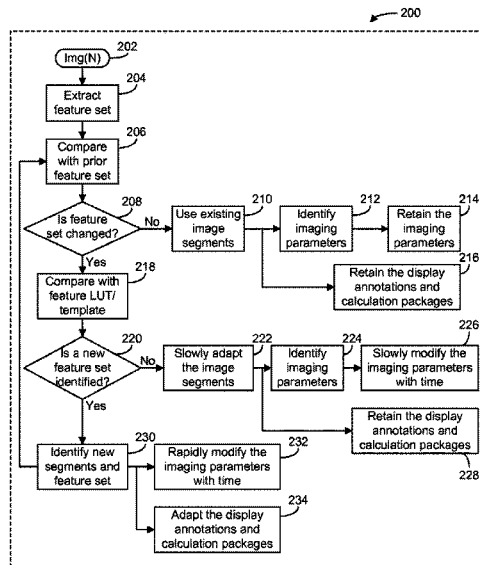 200
Img(N)
202
204
Extract
feature set
206
Compare
with prior
feature set
208
Is feature
set changed?
No
Yes
210
Use existing
image
segments
212
Identify
imaging
parameters
214
Retain the
imaging
parameters
216
Retain the display
annotations and
calculation packages
218
Compare with
feature LUT/
template
220
Is a new
feature set
identified?
No
Yes
222
Slowly adapt
the image
segments
224
Identify
imaging
parameters
226
Slowly modify the
imaging parameters
with time
Retain the display
annotations and
calculation packages
228
230
Identify new
segments and
feature set
232
Rapidly modify the
imaging parameters
with time
234
Adapt the display
annotations and
calculation packages